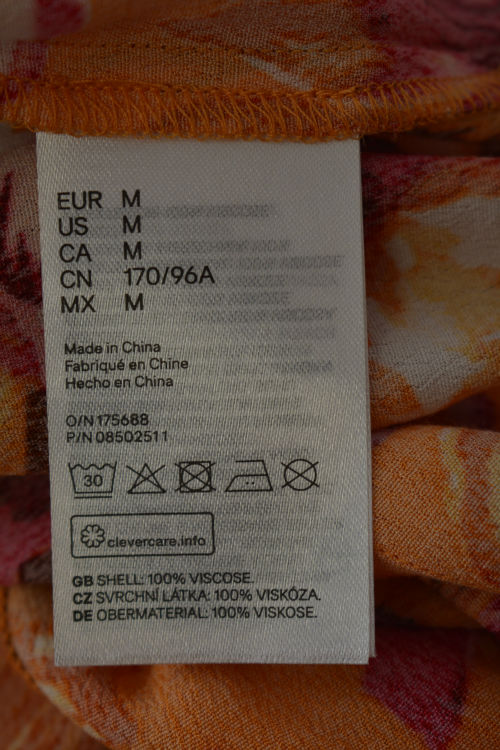 EUR M
US M
CA M
CN 170/96A
MX M
Made in China
Fabriqué en Chine
Hecho en China
O/N 175688
P/N 08502511
30
clevercare.info
GB SHELL: 100% VISCOSE.
CZ SVRCHNÍ LÁTKA: 100% VISKÓZA.
DE OBERMATERIAL: 100% VISKOSE.